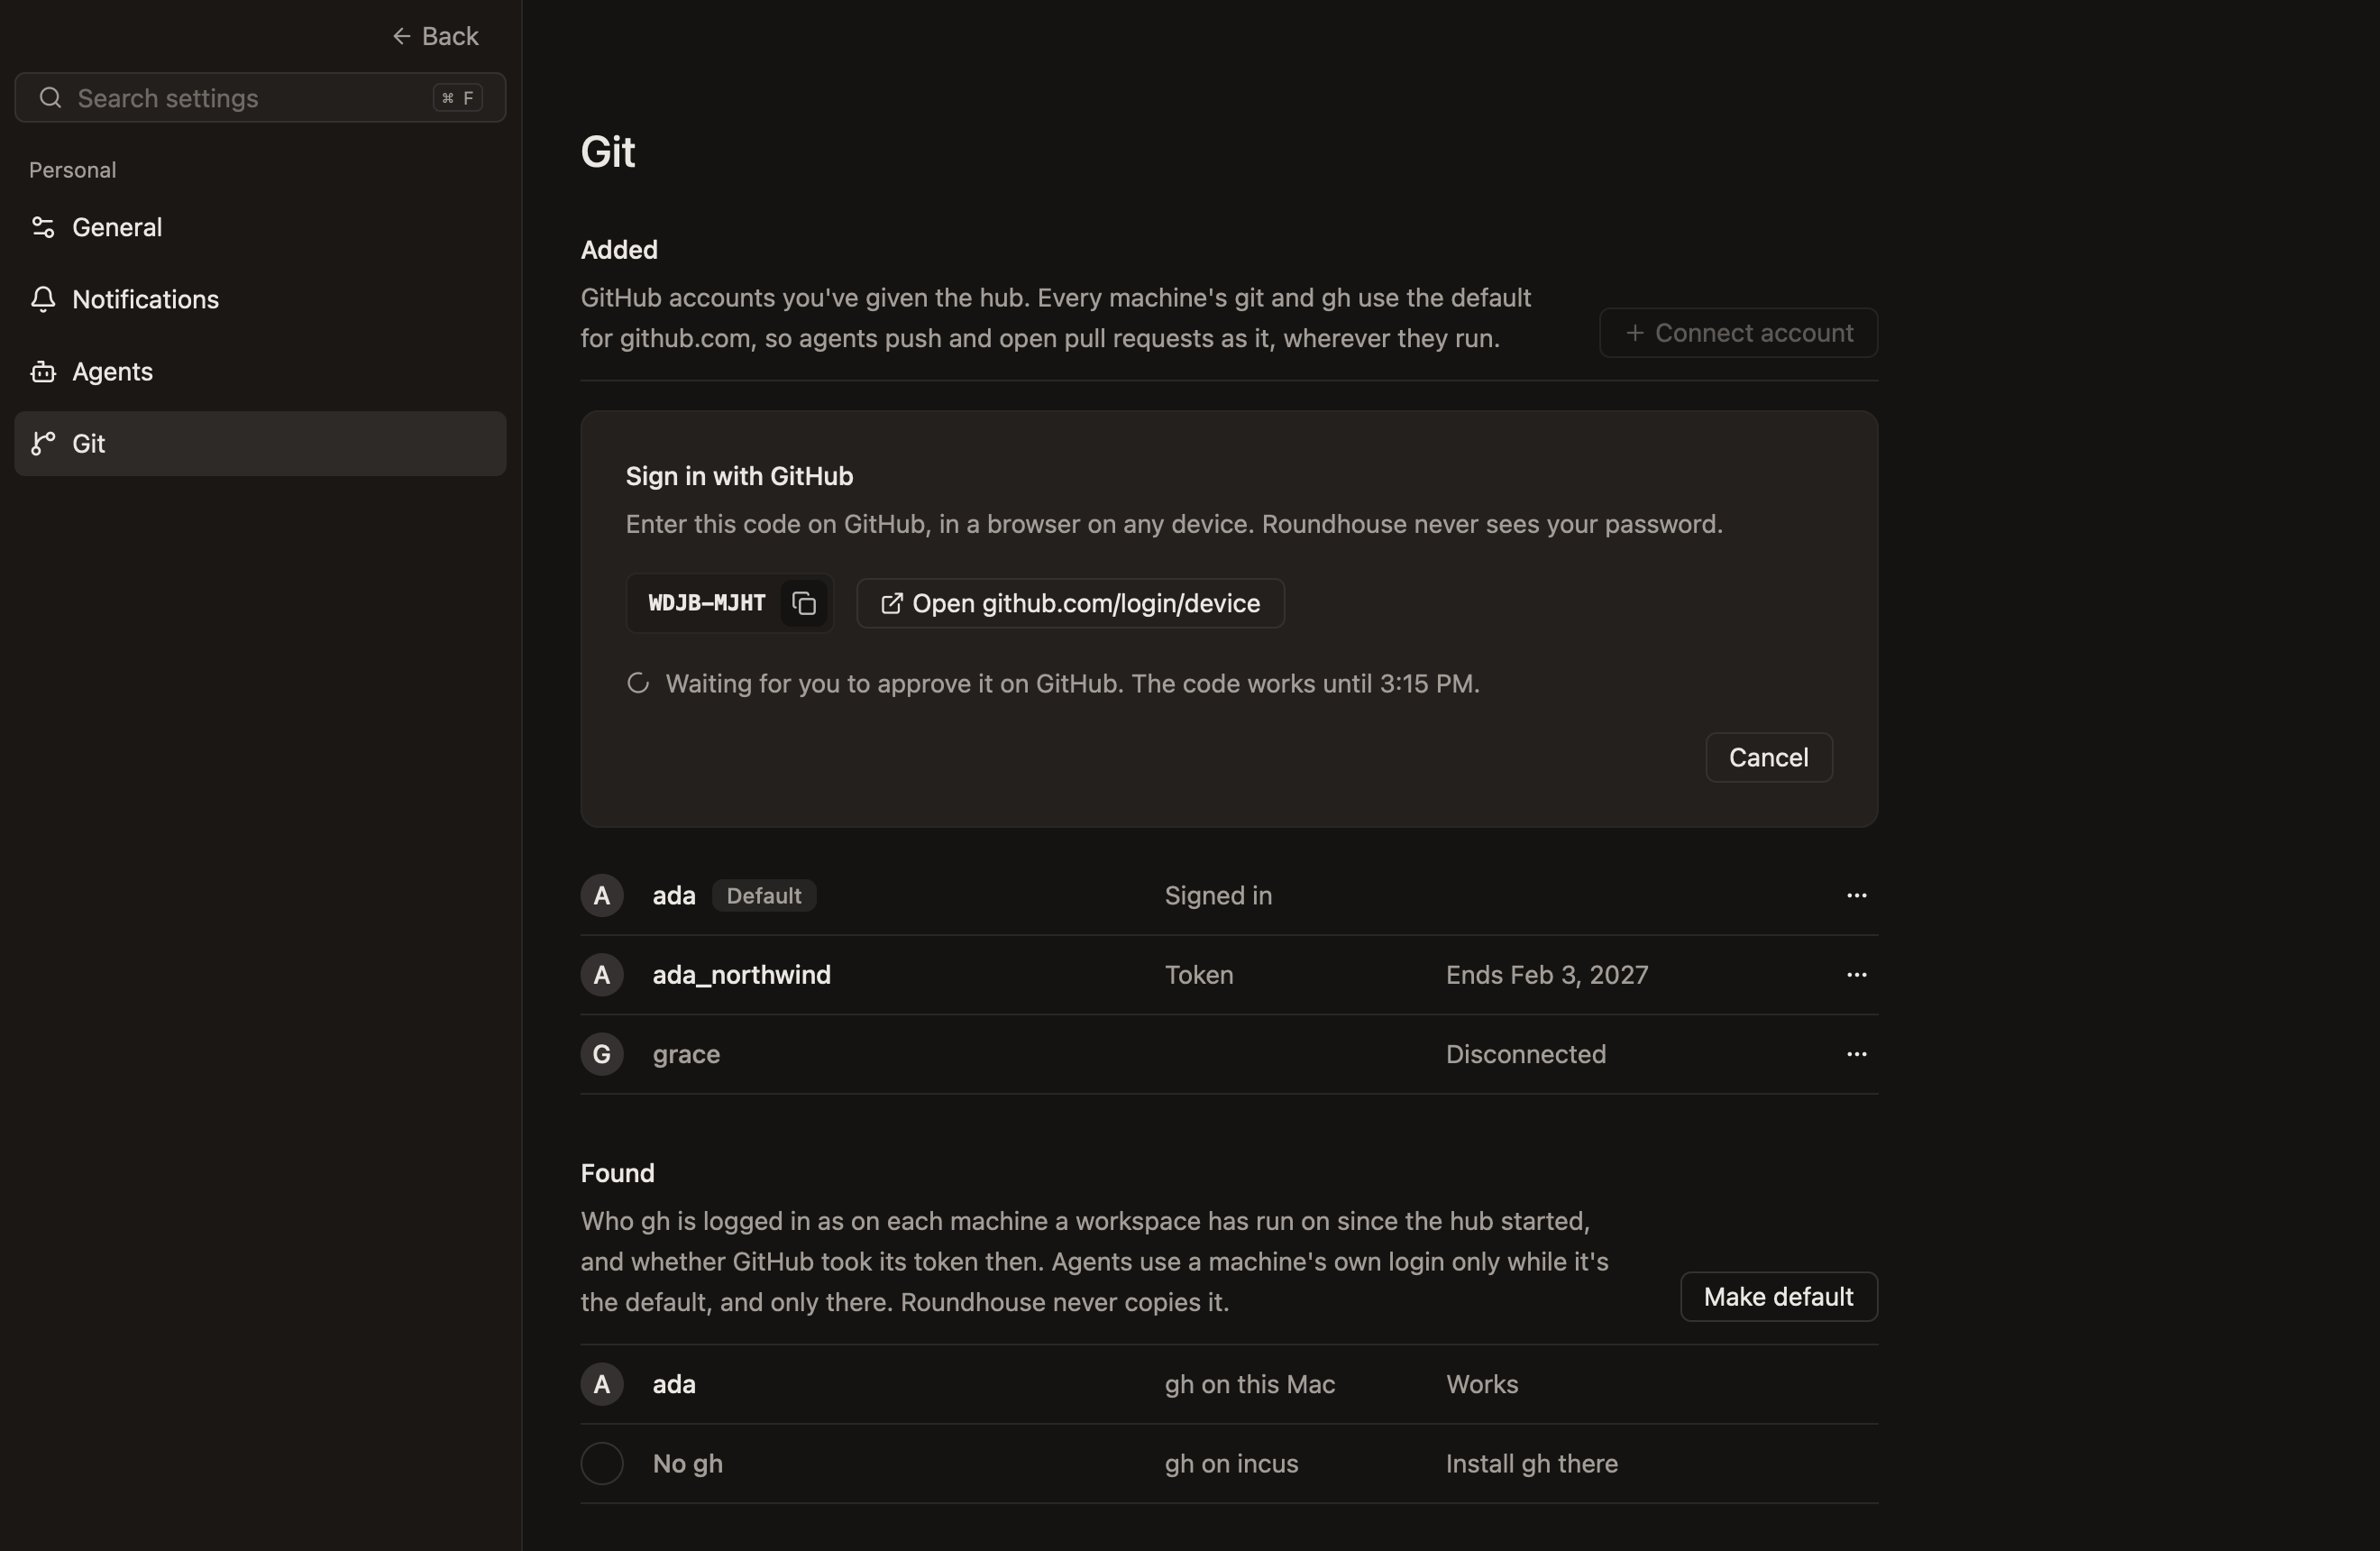 Back
Search settings
⌘ F
Personal
General
Notifications
Agents
Git
Git
Added
GitHub accounts you've given the hub. Every machine's git and gh use the default
for github.com, so agents push and open pull requests as it, wherever they run.
Connect account
Sign in with GitHub
Enter this code on GitHub, in a browser on any device. Roundhouse never sees your password.
WDJB-MJHT
Open github.com/login/device
Waiting for you to approve it on GitHub. The code works until 3:15 PM.
Cancel
A ada Default Signed in
A ada_northwind Token Ends Feb 3, 2027
G grace Disconnected
Found
Who gh is logged in as on each machine a workspace has run on since the hub started,
and whether GitHub took its token then. Agents use a machine's own login only while it's
the default, and only there. Roundhouse never copies it.
Make default
A ada gh on this Mac Works
No gh gh on incus Install gh there